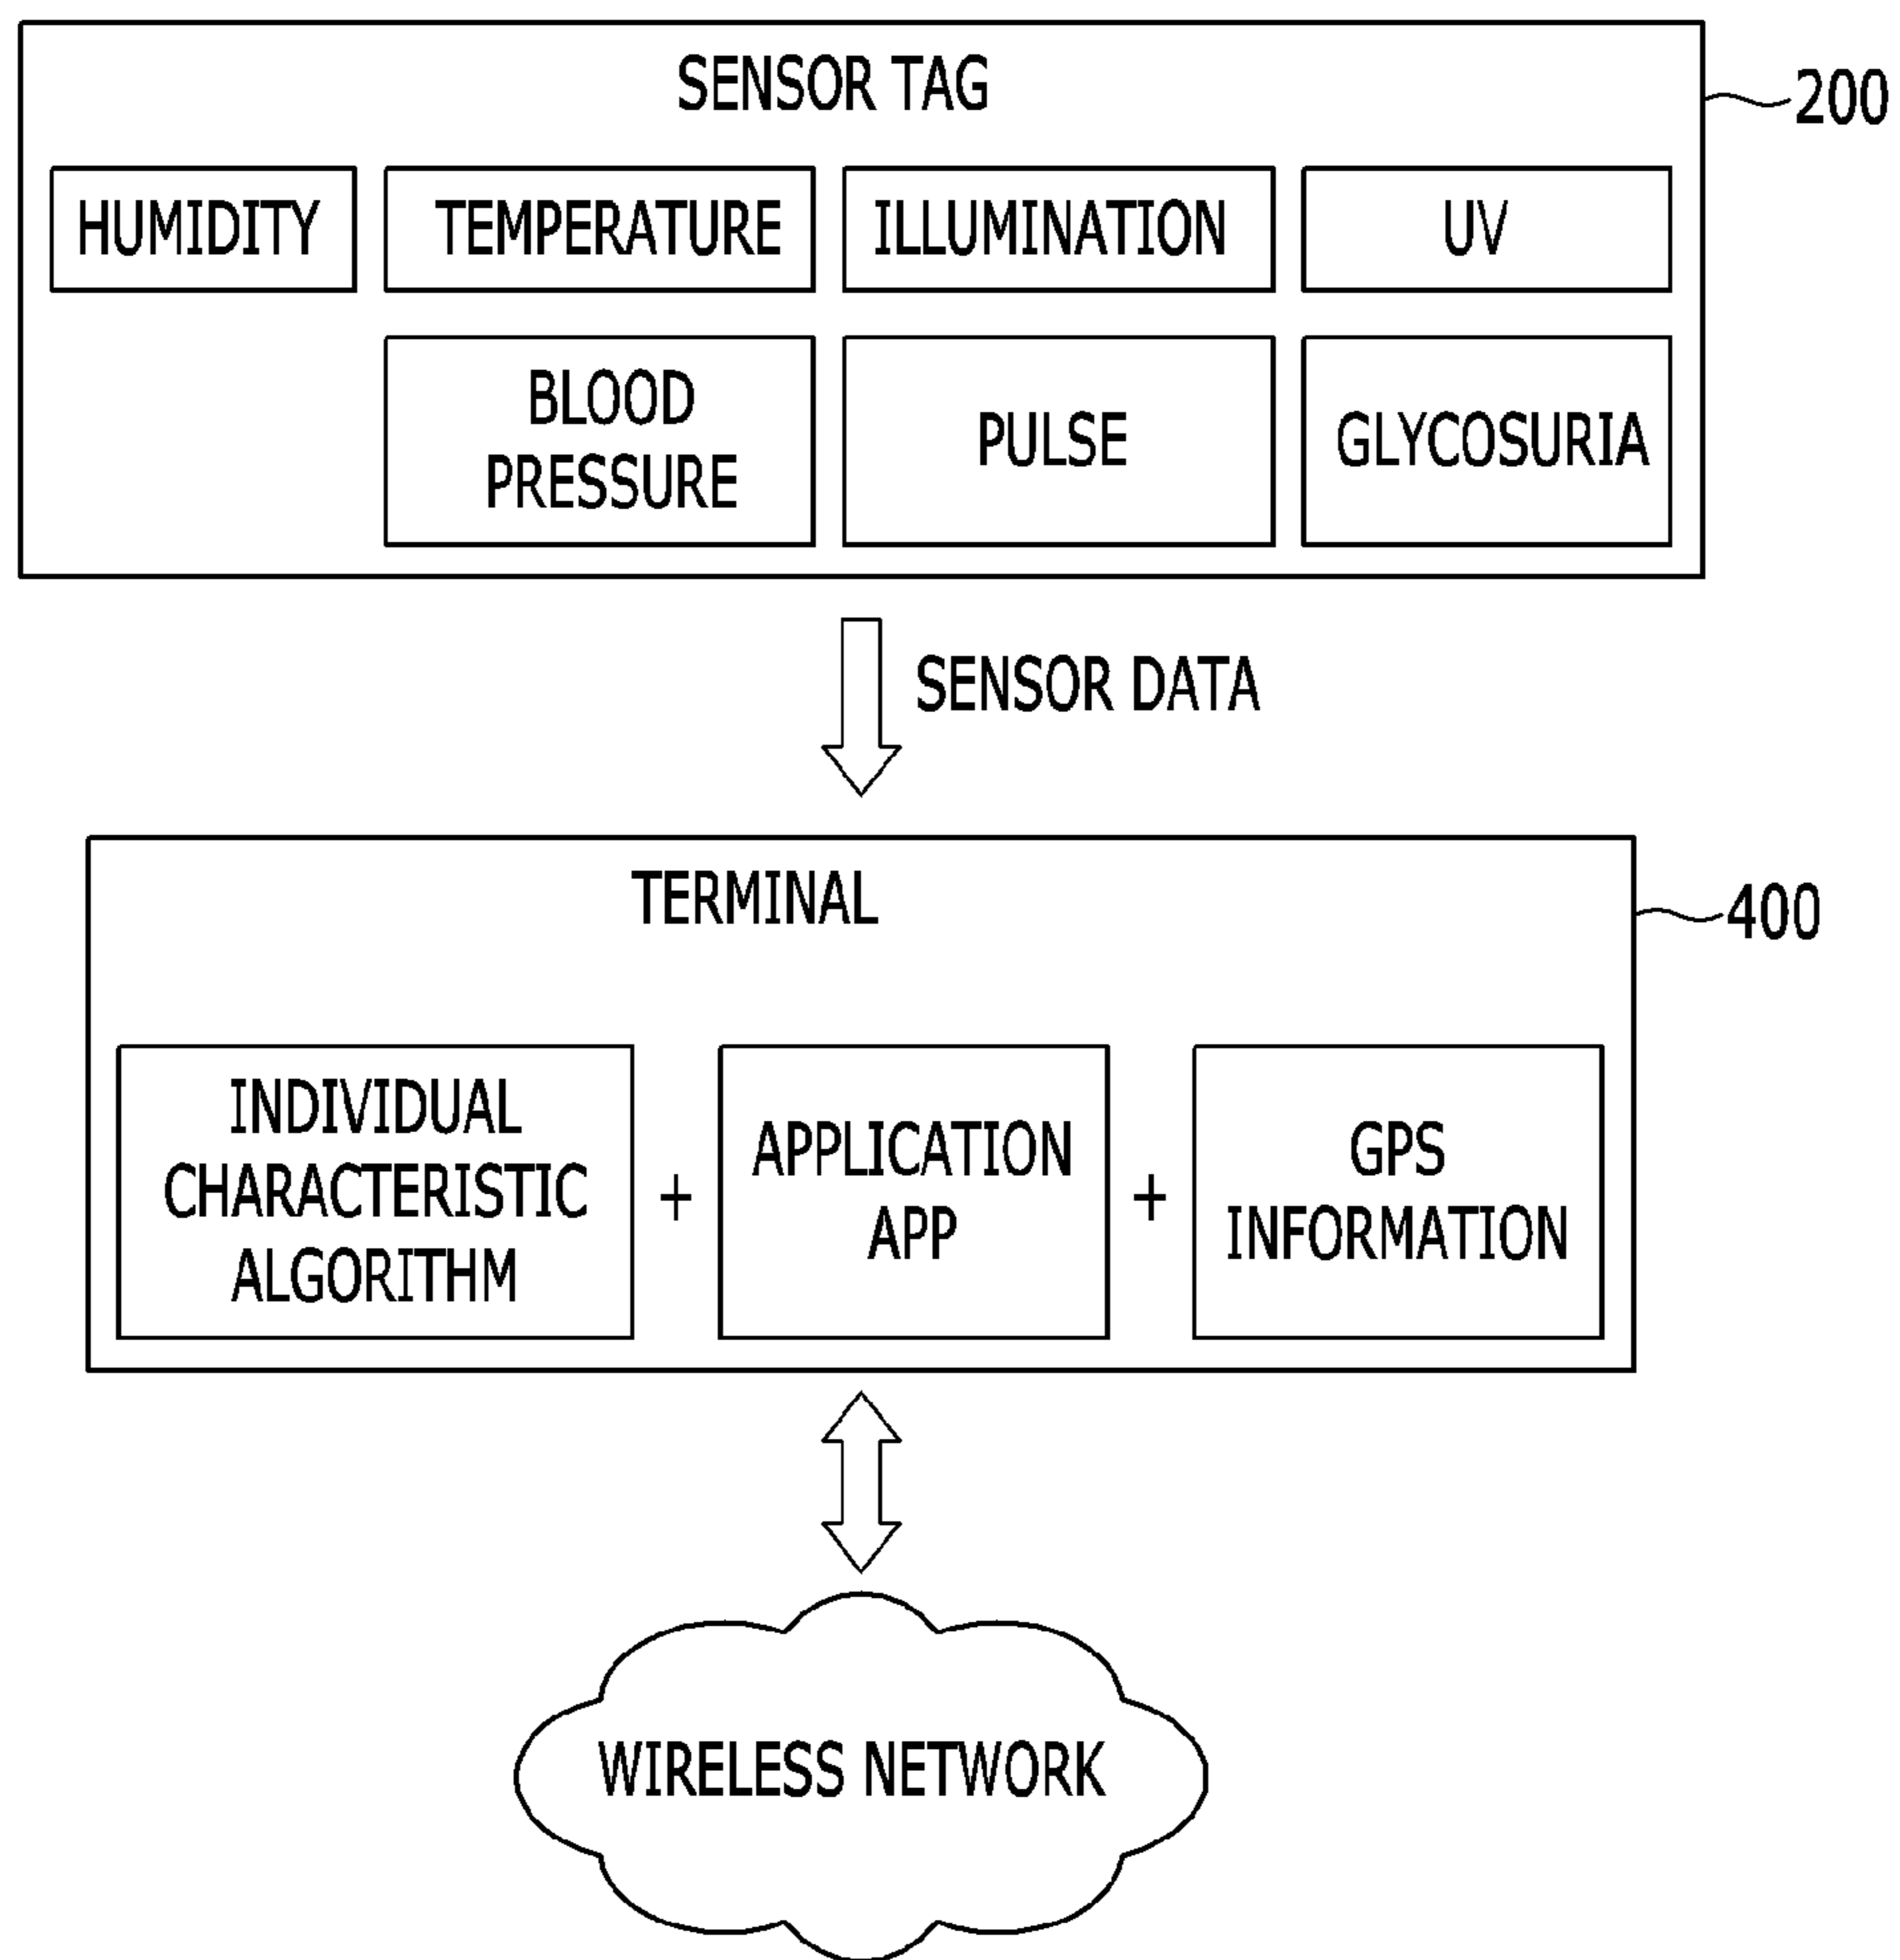 SENSOR TAG
200
HUMIDITY
TEMPERATURE
ILLUMINATION
UV
BLOOD
PRESSURE
PULSE
GLYCOSURIA
SENSOR DATA
TERMINAL
400
INDIVIDUAL
CHARACTERISTIC
ALGORITHM
+
APPLICATION
APP
+
GPS
INFORMATION
WIRELESS NETWORK